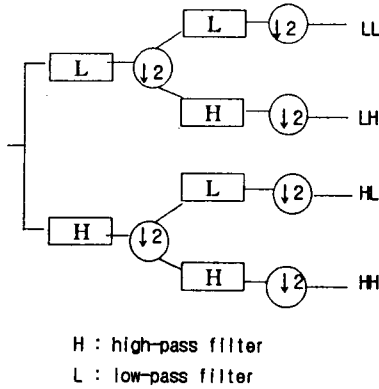 L ↓2 LL
L ↓2
H ↓2 LH
L ↓2 HL
H ↓2
H ↓2 HH
H : high-pass filter
L : low-pass filter